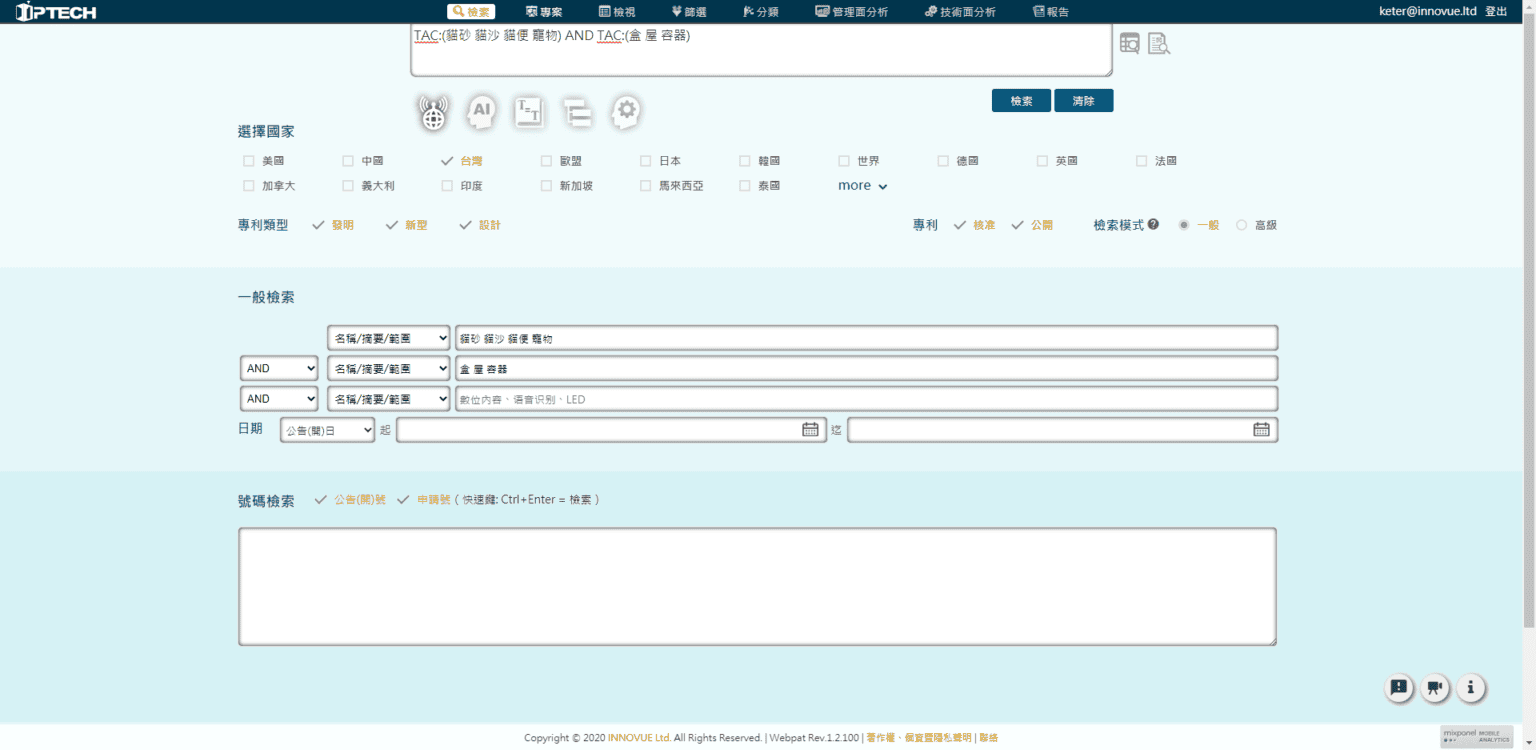 IPTECH 檢索 專案 檢視 篩選 分類 管理面分析 技術面分析 報告 keter@innovue.ltd 登出
TAC:(貓砂 貓沙 貓便 寵物) AND TAC:(盒 屋 容器)
AI T=T
檢索 清除
選擇國家
美國 中國 台灣 歐盟 日本 韓國 世界 德國 英國 法國
加拿大 義大利 印度 新加坡 馬來西亞 泰國 more
專利類型 發明 新型 設計 專利 核准 公開 檢索模式 ? 一般 高級
一般檢索
名稱/摘要/範圍 貓砂 貓沙 貓便 寵物
AND 名稱/摘要/範圍 盒 屋 容器
AND 名稱/摘要/範圍 數位內容、语音识别、LED
日期 公告(開)日 起 迄
號碼檢索 公告(開)號 申請號 ( 快速鍵: Ctrl+Enter = 檢索 )
Copyright © 2020 INNOVUE Ltd. All Rights Reserved. | Webpat Rev.1.2.100 | 著作權、個資暨隱私聲明 | 聯絡
mixpanel MOBILE ANALYTICS